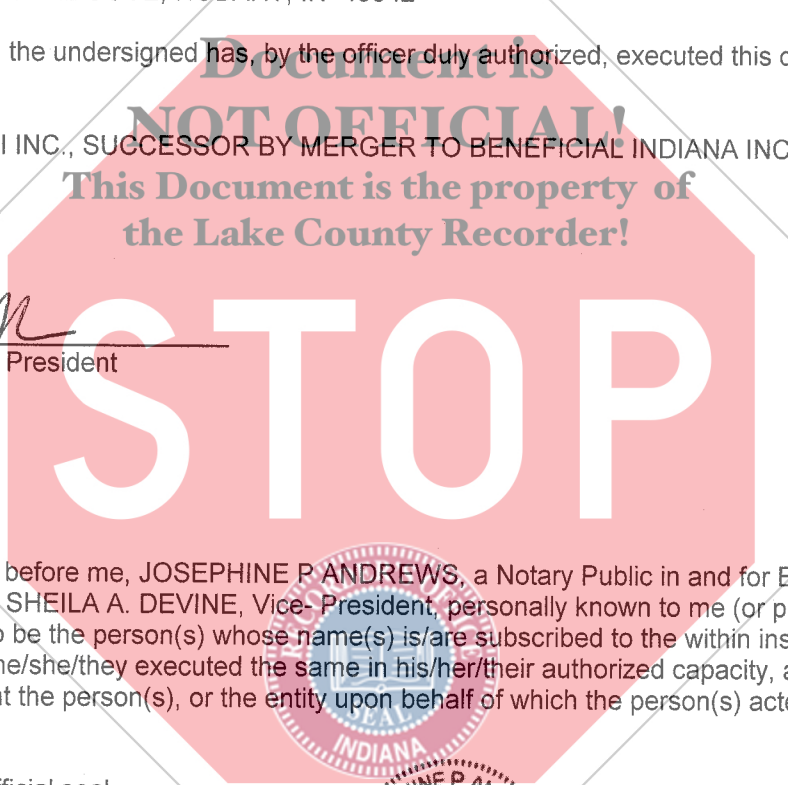 the undersigned has, by the officer duly authorized, executed this
Document is
NOT OFFICIAL!
I INC., SUCCESSOR BY MERGER TO BENEFICIAL INDIANA INC
This Document is the property of
the Lake County Recorder!
President
STOP
before me, JOSEPHINE P ANDREWS, a Notary Public in and for
SHEILA A. DEVINE, Vice- President, personally known to me (or
be the person(s) whose name(s) is/are subscribed to the within
he/she/they executed the same in his/her/their authorized capacity,
the person(s), or the entity upon behalf of which the person(s)
SEAL
INDIANA
seal